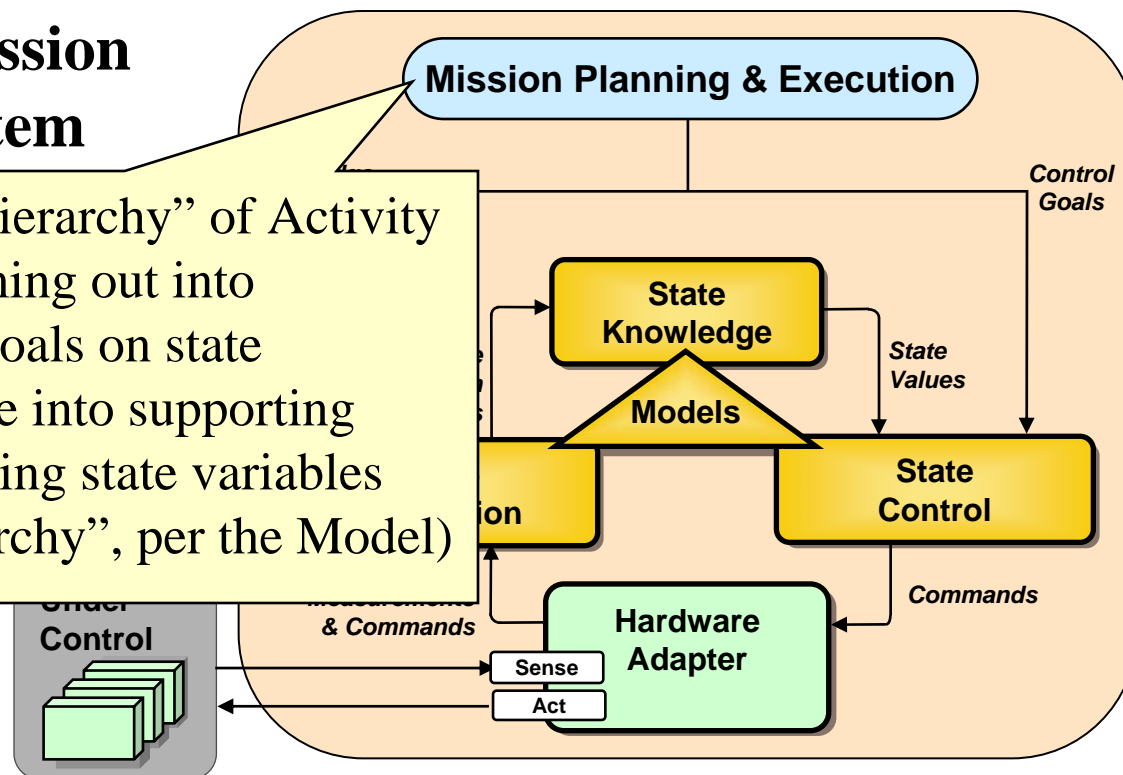 ssion
tem
Mission Planning & Execution
Control
Goals
ierarchy” of Activity
ning out into
oals on state
e into supporting
ing state variables
rchy”, per the Model)
State
Knowledge
State
Values
Models
ion
State
Control
Commands
Under
Control
Measurements
& Commands
Hardware
Adapter
Sense
Act